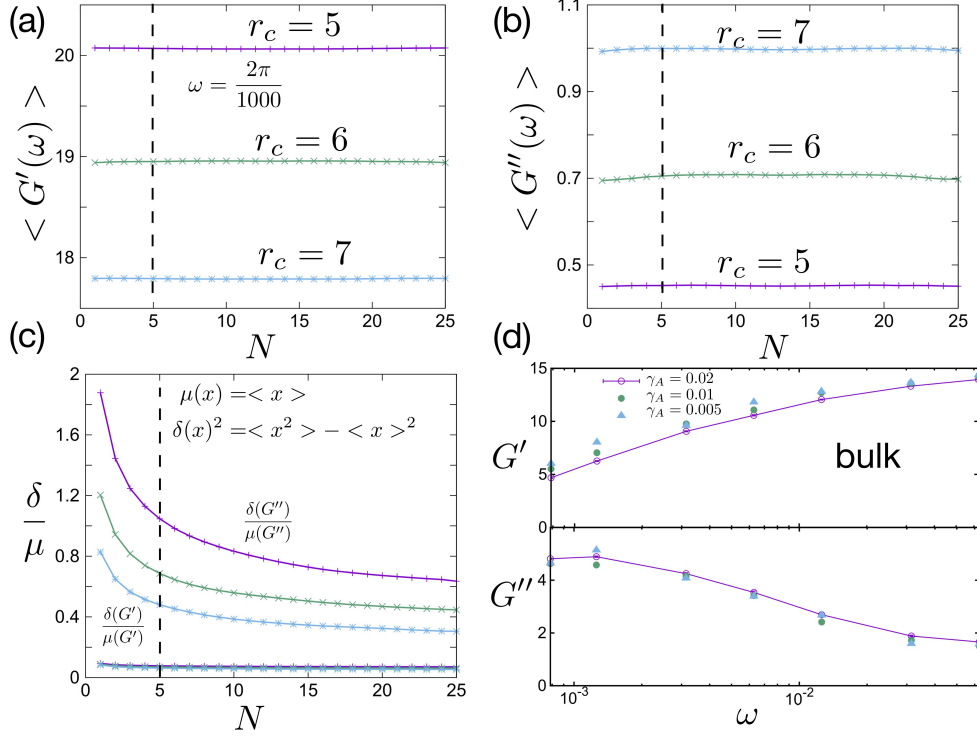 (a)
20
19
18
< G′(ω) >
r_c = 5
ω = 2π/1000
r_c = 6
r_c = 7
0 5 10 15 20 25
N
(b)
1.1
0.9
0.7
0.5
< G″(ω) >
r_c = 7
r_c = 6
r_c = 5
0 5 10 15 20 25
N
(c)
2
1.6
1.2
0.8
0.4
0
δ/μ
μ(x) =< x >
δ(x)² =< x² > − < x >²
δ(G″)/μ(G″)
δ(G′)/μ(G′)
0 5 10 15 20 25
N
(d)
15
10
5
0
G′
γ_A = 0.02
γ_A = 0.01
γ_A = 0.005
bulk
4
2
0
G″
10⁻³ 10⁻²
ω